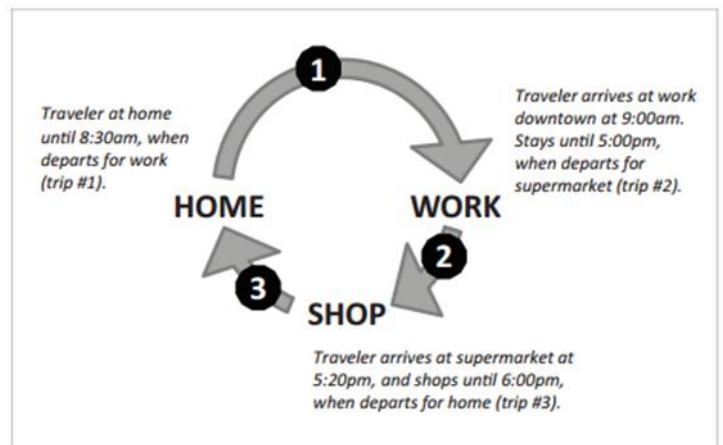 1
Traveler at home
until 8:30am, when
departs for work
(trip #1).
Traveler arrives at work
downtown at 9:00am.
Stays until 5:00pm,
when departs for
supermarket (trip #2).
HOME
WORK
2
3
SHOP
Traveler arrives at supermarket at
5:20pm, and shops until 6:00pm,
when departs for home (trip #3).